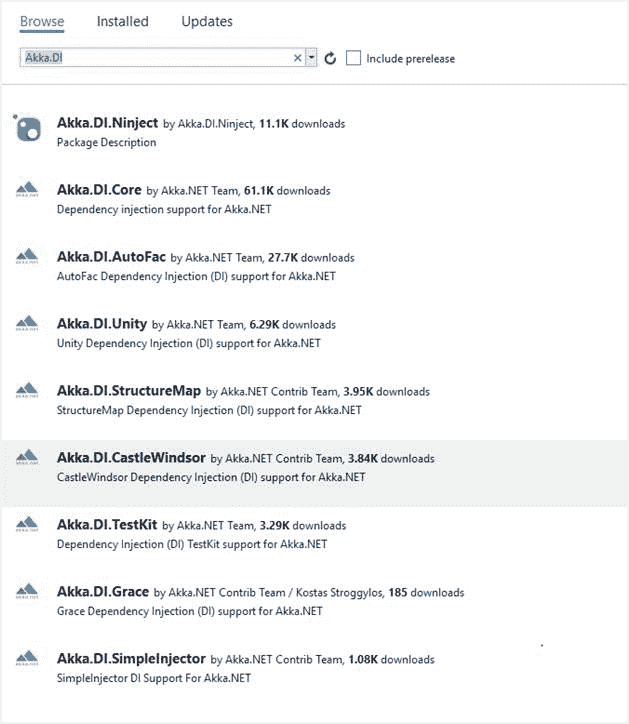 Browse Installed Updates
Akka.DI Include prerelease
Akka.DI.Ninject by Akka.DI.Ninject, 11.1K downloads
Package Description
Akka.DI.Core by Akka.NET Team, 61.1K downloads
Dependency injection support for Akka.NET
Akka.DI.AutoFac by Akka.NET Team, 27.7K downloads
AutoFac Dependency Injection (DI) support for Akka.NET
Akka.DI.Unity by Akka.NET Team, 6.29K downloads
Unity Dependency Injection (DI) support for Akka.NET
Akka.DI.StructureMap by Akka.NET Contrib Team, 3.95K downloads
StructureMap Dependency Injection (DI) support for Akka.NET
Akka.DI.CastleWindsor by Akka.NET Contrib Team, 3.84K downloads
CastleWindsor Dependency Injection (DI) support for Akka.NET
Akka.DI.TestKit by Akka.NET Team, 3.29K downloads
Dependency Injection (DI) TestKit support for Akka.NET
Akka.DI.Grace by Akka.NET Contrib Team / Kostas Stroggylos, 185 downloads
Grace Dependency Injection (DI) support for Akka.NET
Akka.DI.SimpleInjector by Akka.NET Contrib Team, 1.08K downloads
SimpleInjector DI Support For Akka.NET